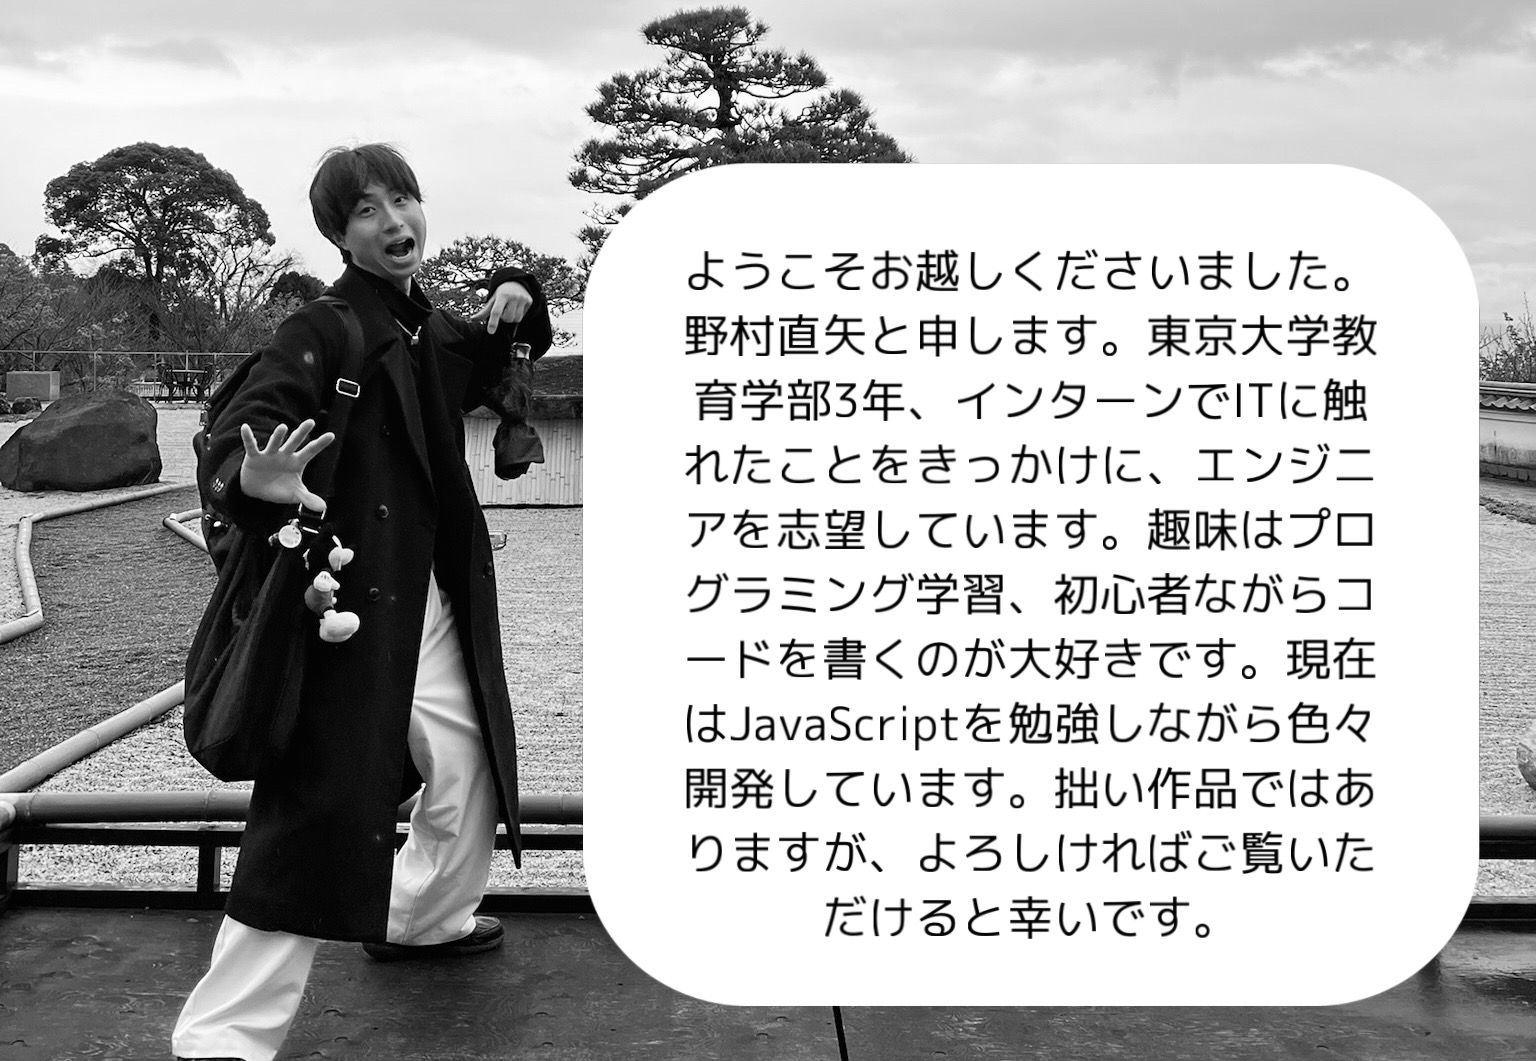 ようこそお越しくださいました。
野村直矢と申します。東京大学教
育学部3年、インターンでITに触
れたことをきっかけに、エンジニ
アを志望しています。趣味はプロ
グラミング学習、初心者ながらコ
ードを書くのが大好きです。現在
はJavaScriptを勉強しながら色々
開発しています。拙い作品ではあ
りますが、よろしければご覧いた
だけると幸いです。